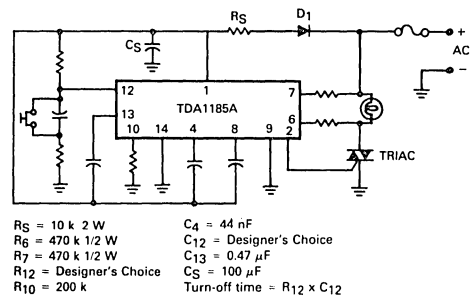 RS D1
+
CS
AC
−
1
12 7
TDA1185A
13 6
10 14 4 8 9 2
TRIAC
RS = 10 k 2 W
R6 = 470 k 1/2 W
R7 = 470 k 1/2 W
R12 = Designer's Choice
R10 = 200 k
C4 = 44 nF
C12 = Designer's Choice
C13 = 0.47 μF
CS = 100 μF
Turn-off time = R12 x C12